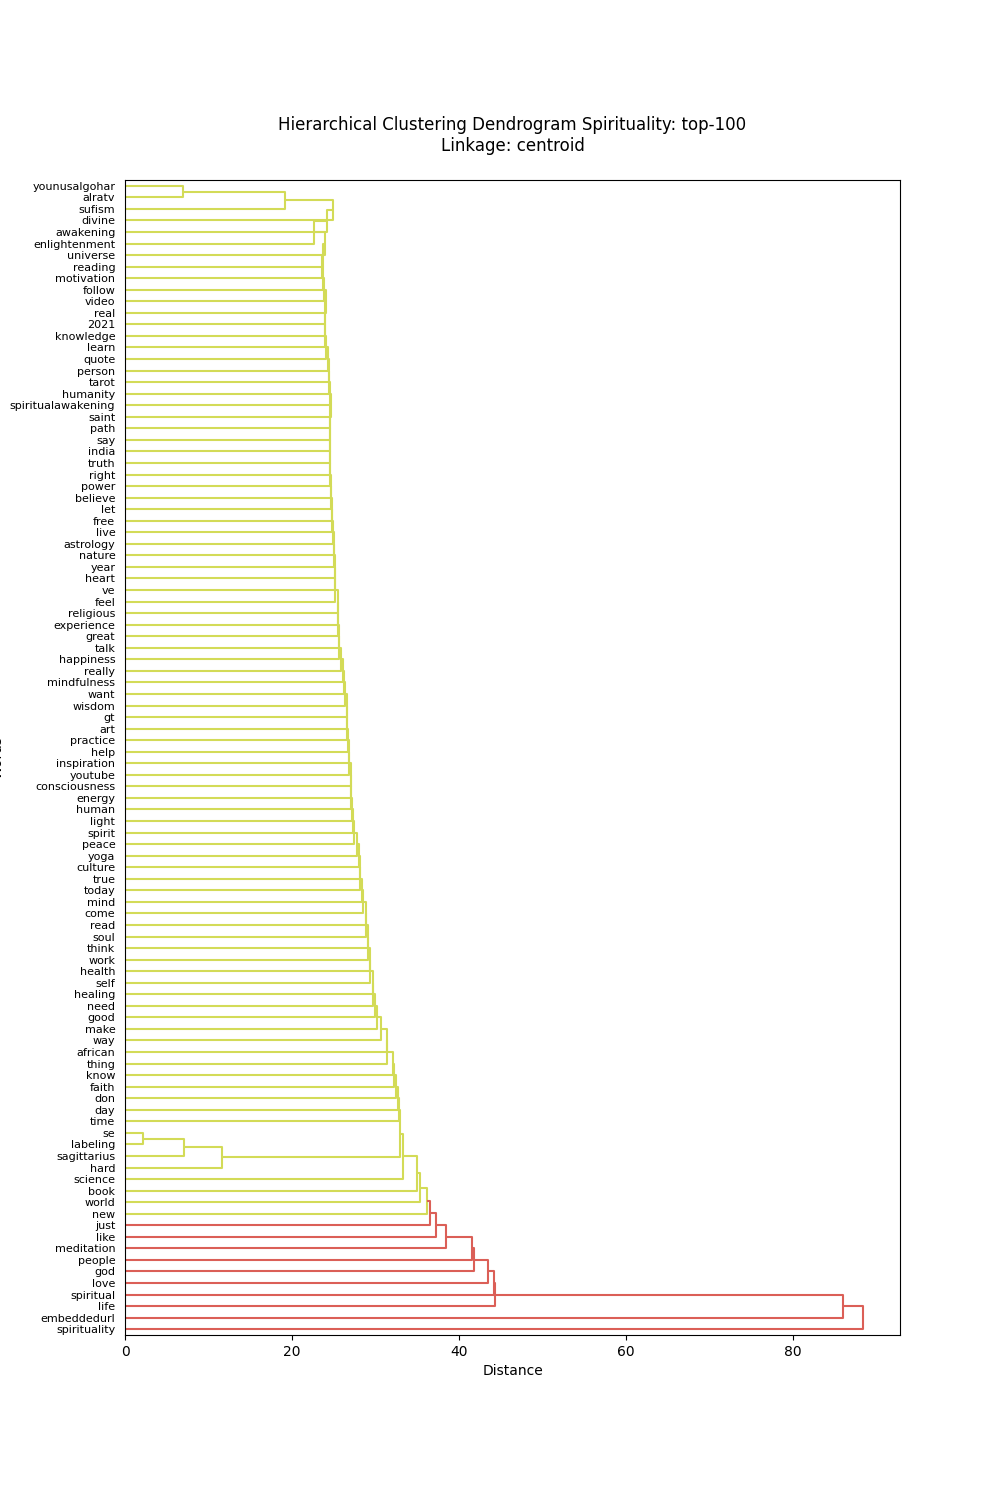 Hierarchical Clustering Dendrogram Spirituality: top-100
Linkage: centroid
younusalgohar
alratv
sufism
divine
awakening
enlightenment
universe
reading
motivation
follow
video
real
2021
knowledge
learn
quote
person
tarot
humanity
spiritualawakening
saint
path
say
india
truth
right
power
believe
let
free
live
astrology
nature
year
heart
ve
feel
religious
experience
great
talk
happiness
really
mindfulness
want
wisdom
gt
art
practice
help
inspiration
youtube
consciousness
energy
human
light
spirit
peace
yoga
culture
true
today
mind
come
read
soul
think
work
health
self
healing
need
good
make
way
african
thing
know
faith
don
day
time
se
labeling
sagittarius
hard
science
book
world
new
just
like
meditation
people
god
love
spiritual
life
embeddedurl
spirituality
0 20 40 60 80
Distance